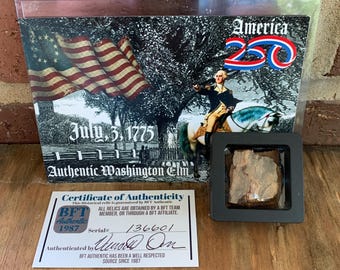 America
250
July, 3, 1775
Authentic Washington Elm
Certificate of Authenticity
This Historical relic is guaranteed by BFT Authentic
BFT
Authentic
1987
ALL RELICS ARE OBTAINED BY A BFT TEAM
MEMBER, OR THROUGH A BFT AFFILIATE.
Serial# 136601
Authenticated by
BFT AUTHENTIC HAS BEEN A WELL RESPECTED
SOURCE SINCE 1987